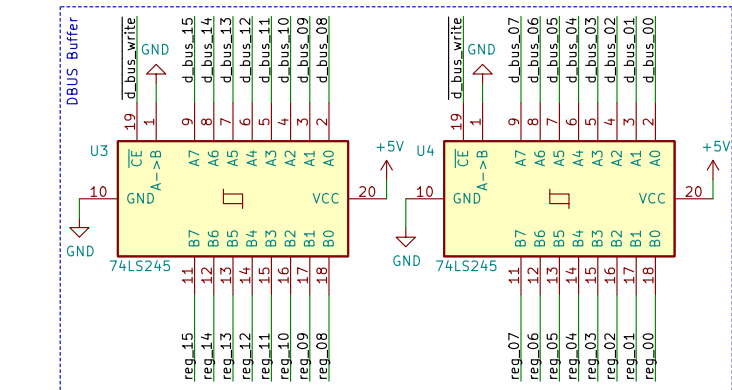 DBUS Buffer
d_bus_write
GND
d_bus_15
d_bus_14
d_bus_13
d_bus_12
d_bus_11
d_bus_10
d_bus_09
d_bus_08
19
1
9
8
7
6
5
4
3
2
U3
CE
A->B
A7
A6
A5
A4
A3
A2
A1
A0
+5V
10
GND
VCC
20
GND
B7
B6
B5
B4
B3
B2
B1
B0
74LS245
11
12
13
14
15
16
17
18
reg_15
reg_14
reg_13
reg_12
reg_11
reg_10
reg_09
reg_08
d_bus_write
GND
d_bus_07
d_bus_06
d_bus_05
d_bus_04
d_bus_03
d_bus_02
d_bus_01
d_bus_00
19
1
9
8
7
6
5
4
3
2
U4
CE
A->B
A7
A6
A5
A4
A3
A2
A1
A0
+5V
10
GND
VCC
20
GND
B7
B6
B5
B4
B3
B2
B1
B0
74LS245
11
12
13
14
15
16
17
18
reg_07
reg_06
reg_05
reg_04
reg_03
reg_02
reg_01
reg_00